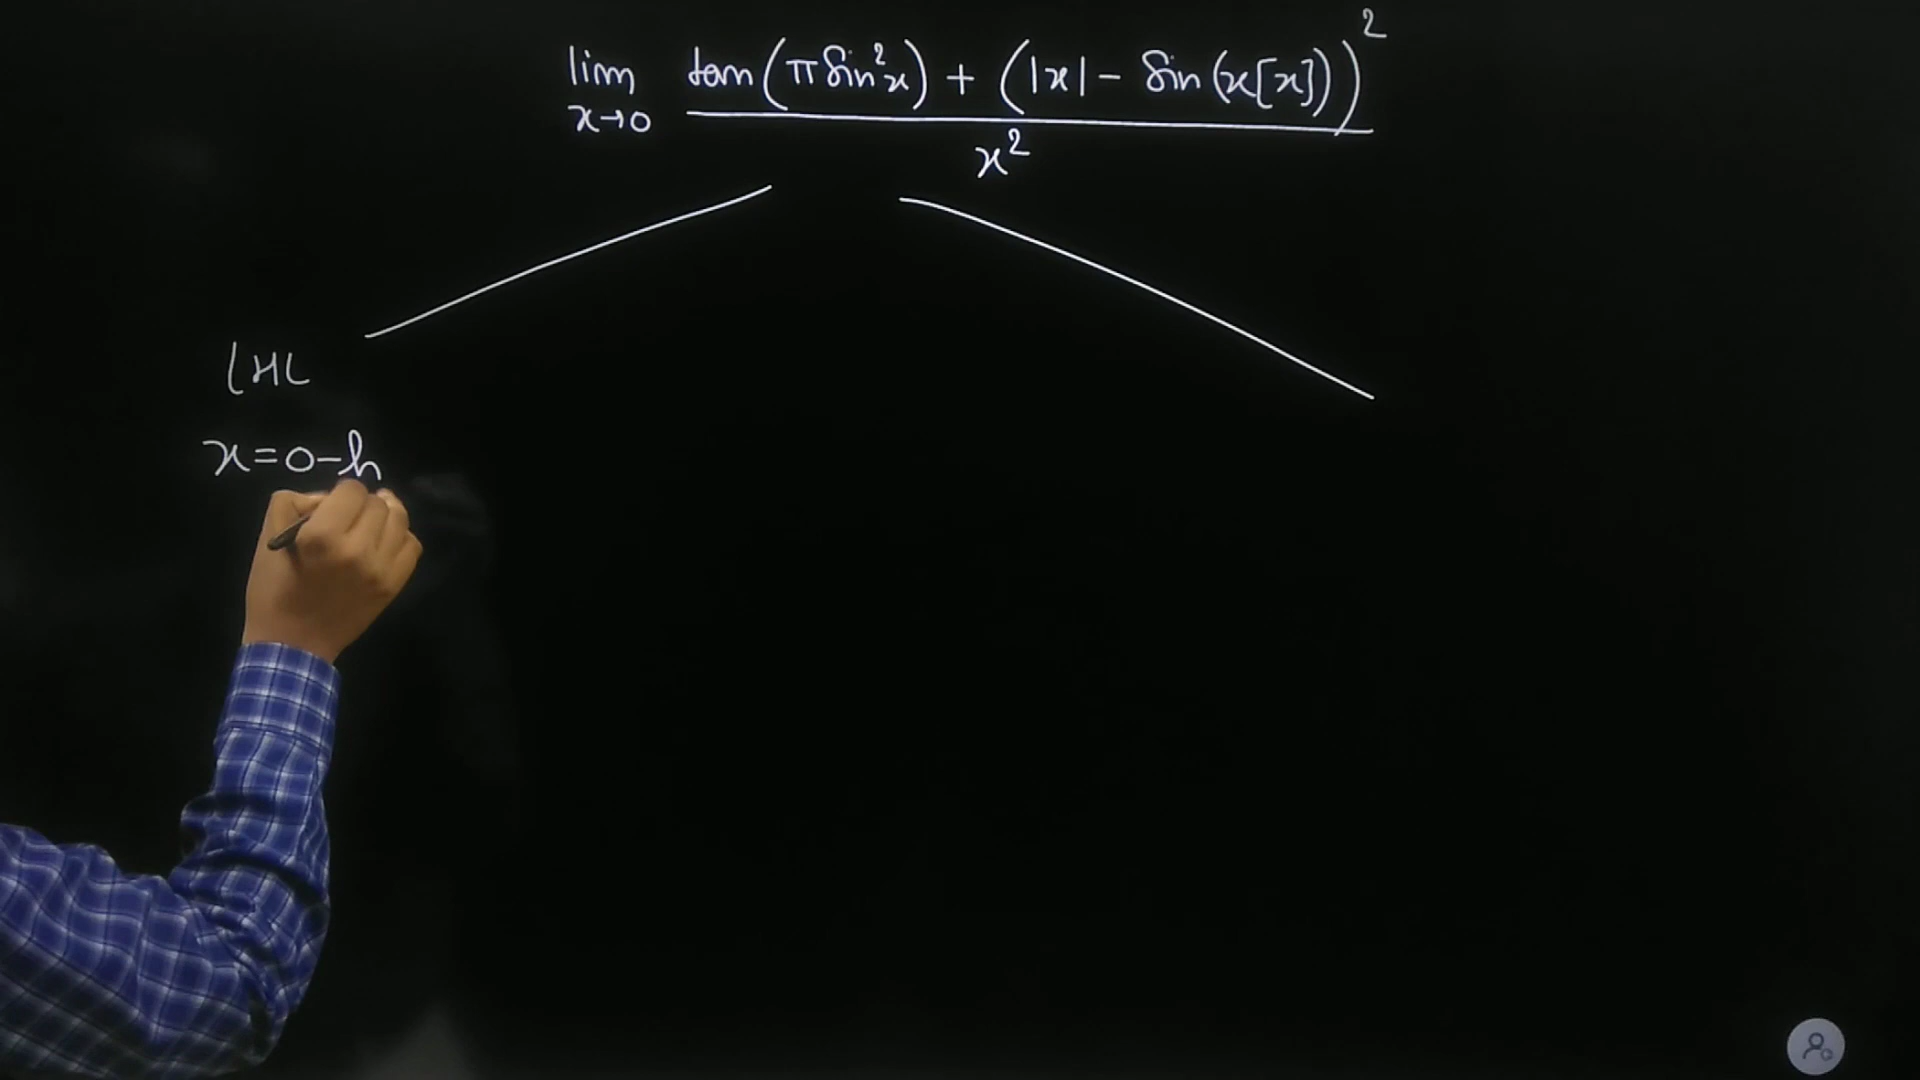 lim tan(π sin²x) + (|x| - sin(x[x]))²
x→0 x²
LHL
x=0-h